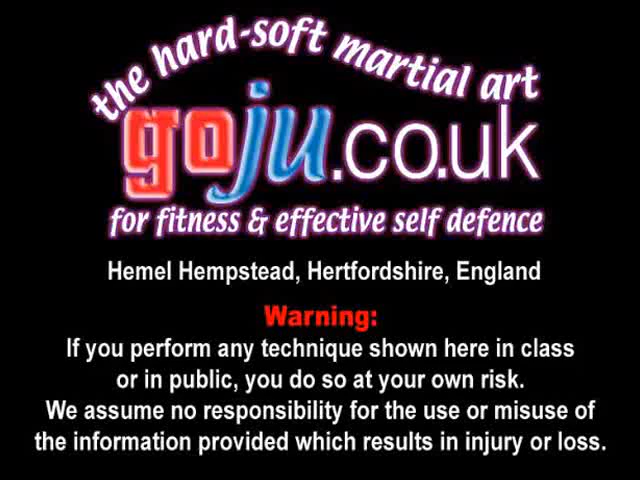 the hard-soft martial art
goju.co.uk
for fitness & effective self defence
Hemel Hempstead, Hertfordshire, England
Warning:
If you perform any technique shown here in class
or in public, you do so at your own risk.
We assume no responsibility for the use or misuse of
the information provided which results in injury or loss.